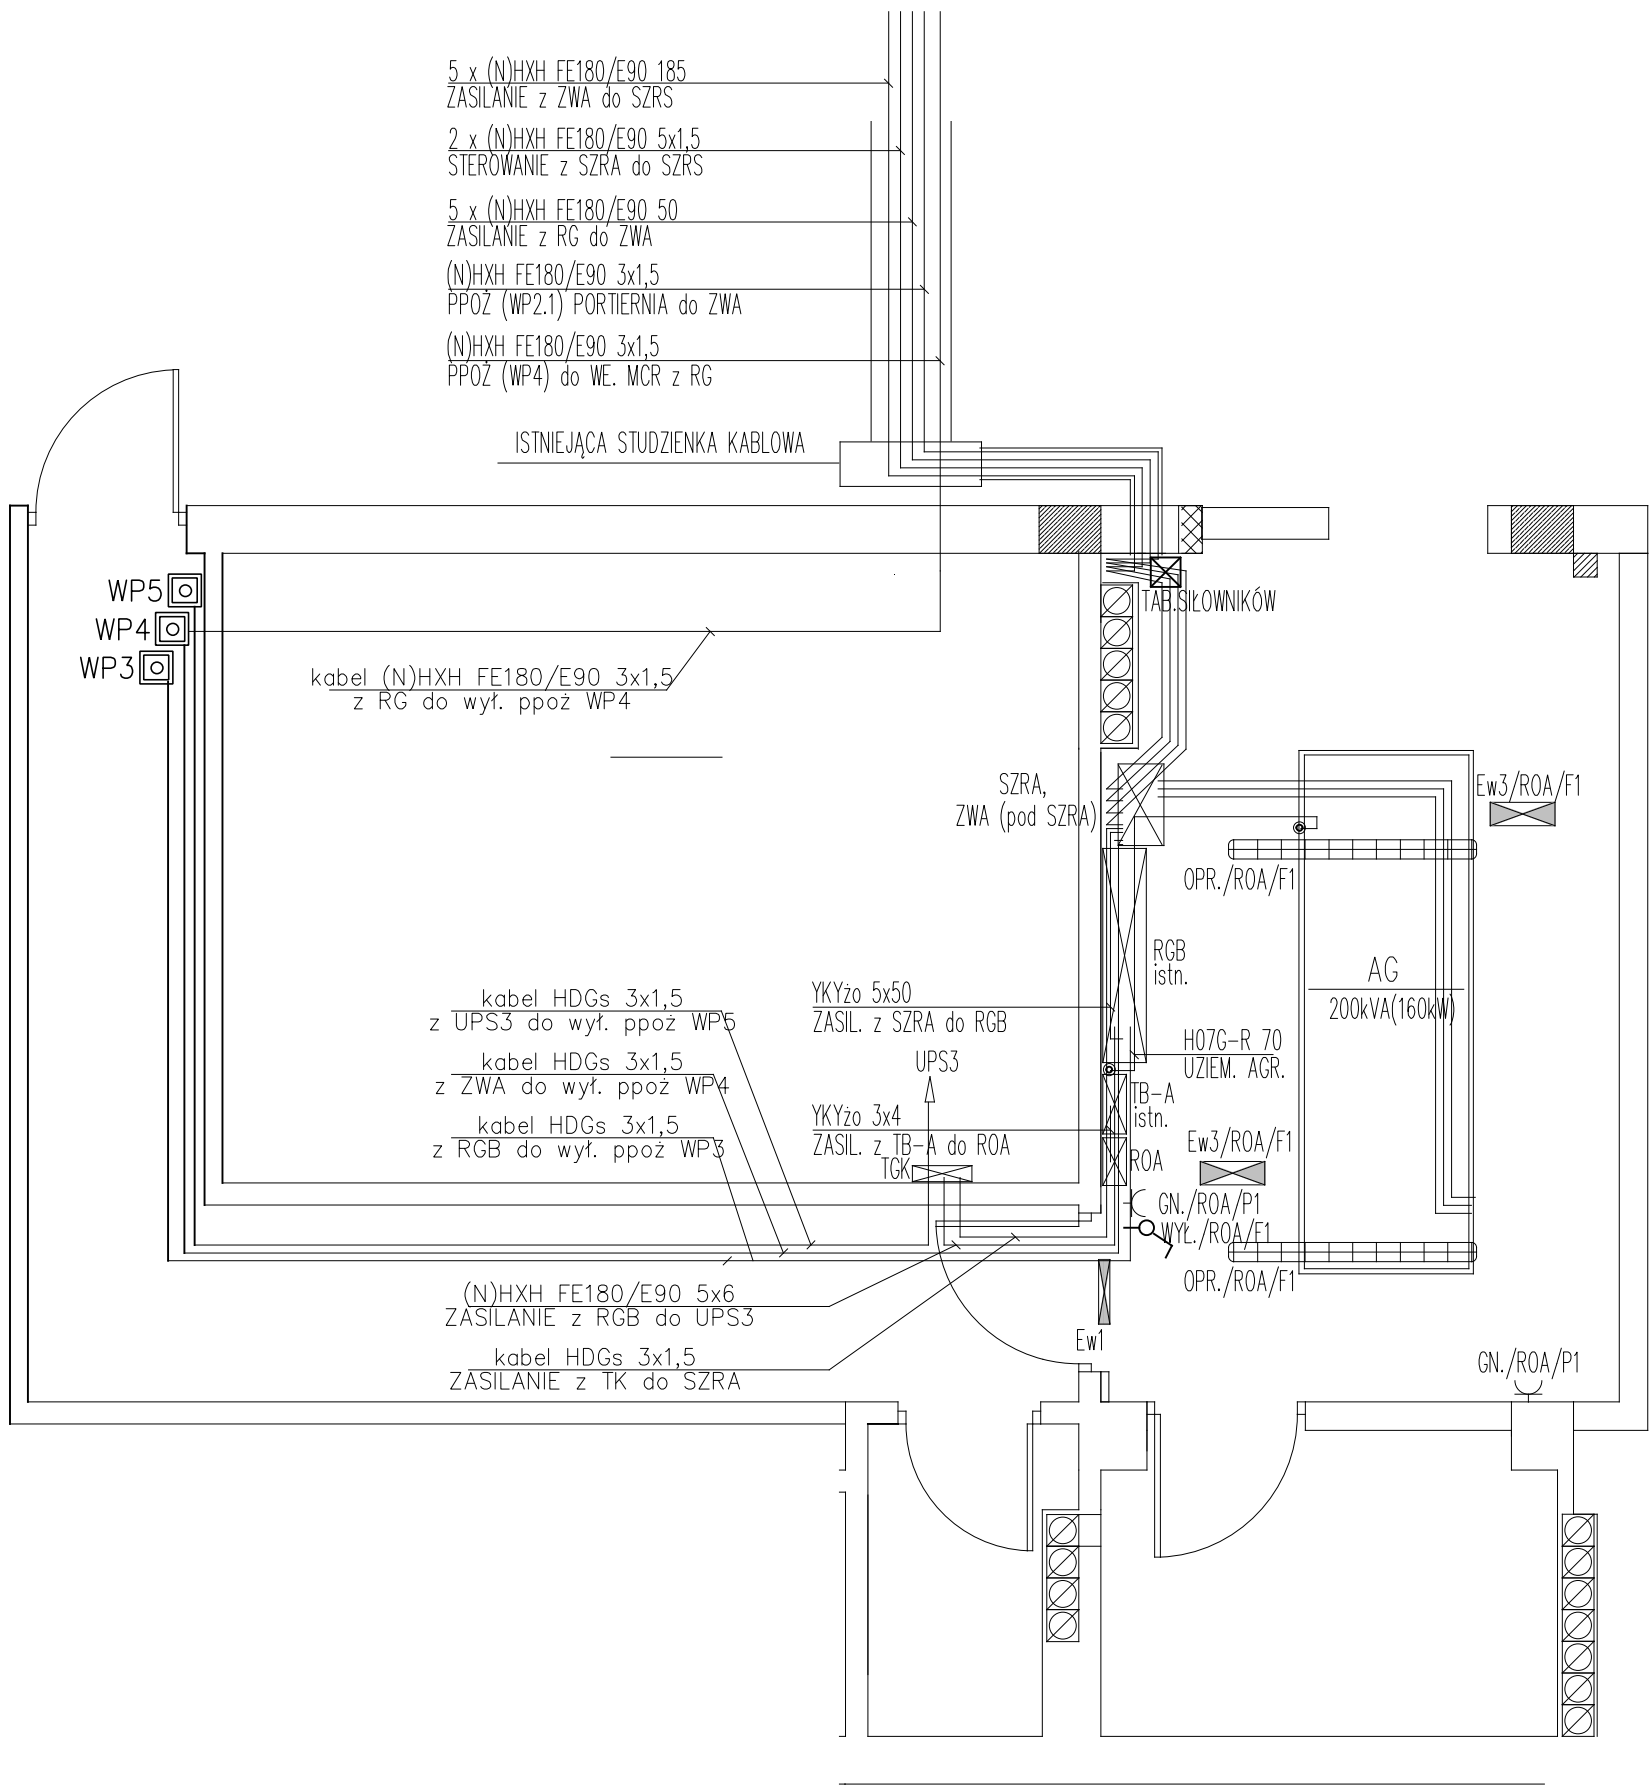 5 x (N)HXH FE180/E90 185
ZASILANIE z ZWA do SZRS
2 x (N)HXH FE180/E90 5x1,5
STEROWANIE z SZRA do SZRS
5 x (N)HXH FE180/E90 50
ZASILANIE z RG do ZWA
(N)HXH FE180/E90 3x1,5
PPOŻ (WP2.1) PORTIERNIA do ZWA
(N)HXH FE180/E90 3x1,5
PPOŻ (WP4) do WE. MCR z RG
ISTNIEJĄCA STUDZIENKA KABLOWA
WP5
WP4
WP3
TAB.SIŁOWNIKÓW
kabel (N)HXH FE180/E90 3x1,5
z RG do wył. ppoż WP4
SZRA,
ZWA (pod SZRA)
Ew3/ROA/F1
OPR./ROA/F1
RGB
istn.
AG
200kVA(160kW)
kabel HDGs 3x1,5
z UPS3 do wył. ppoż WP5
YKYżo 5x50
ZASIL. z SZRA do RGB
H07G-R 70
UZIEM. AGR.
kabel HDGs 3x1,5
z ZWA do wył. ppoż WP4
UPS3
TB-A
istn.
kabel HDGs 3x1,5
z RGB do wył. ppoż WP3
YKYżo 3x4
ZASIL. z TB-A do ROA
TGK
ROA
Ew3/ROA/F1
GN./ROA/P1
WYŁ./ROA/F1
OPR./ROA/F1
(N)HXH FE180/E90 5x6
ZASILANIE z RGB do UPS3
Ew1
kabel HDGs 3x1,5
ZASILANIE z TK do SZRA
GN./ROA/P1